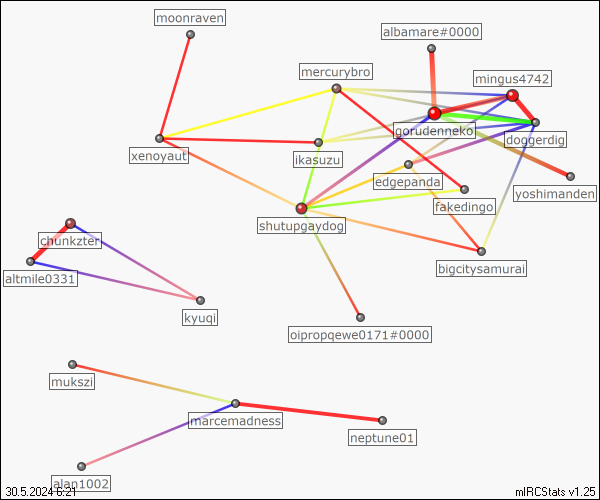 moonraven
albamare#0000
mercurybro
mingus4742
gorudenneko
doggerdig
xenoyaut
ikasuzu
edgepanda
yoshimanden
fakedingo
shutupgaydog
chunkzter
bigcitysamurai
altmile0331
kyuqi
oipropqewe0171#0000
mukszi
marcemadness
neptune01
alan1002
30.5.2024 6:21
mIRCStats v1.25